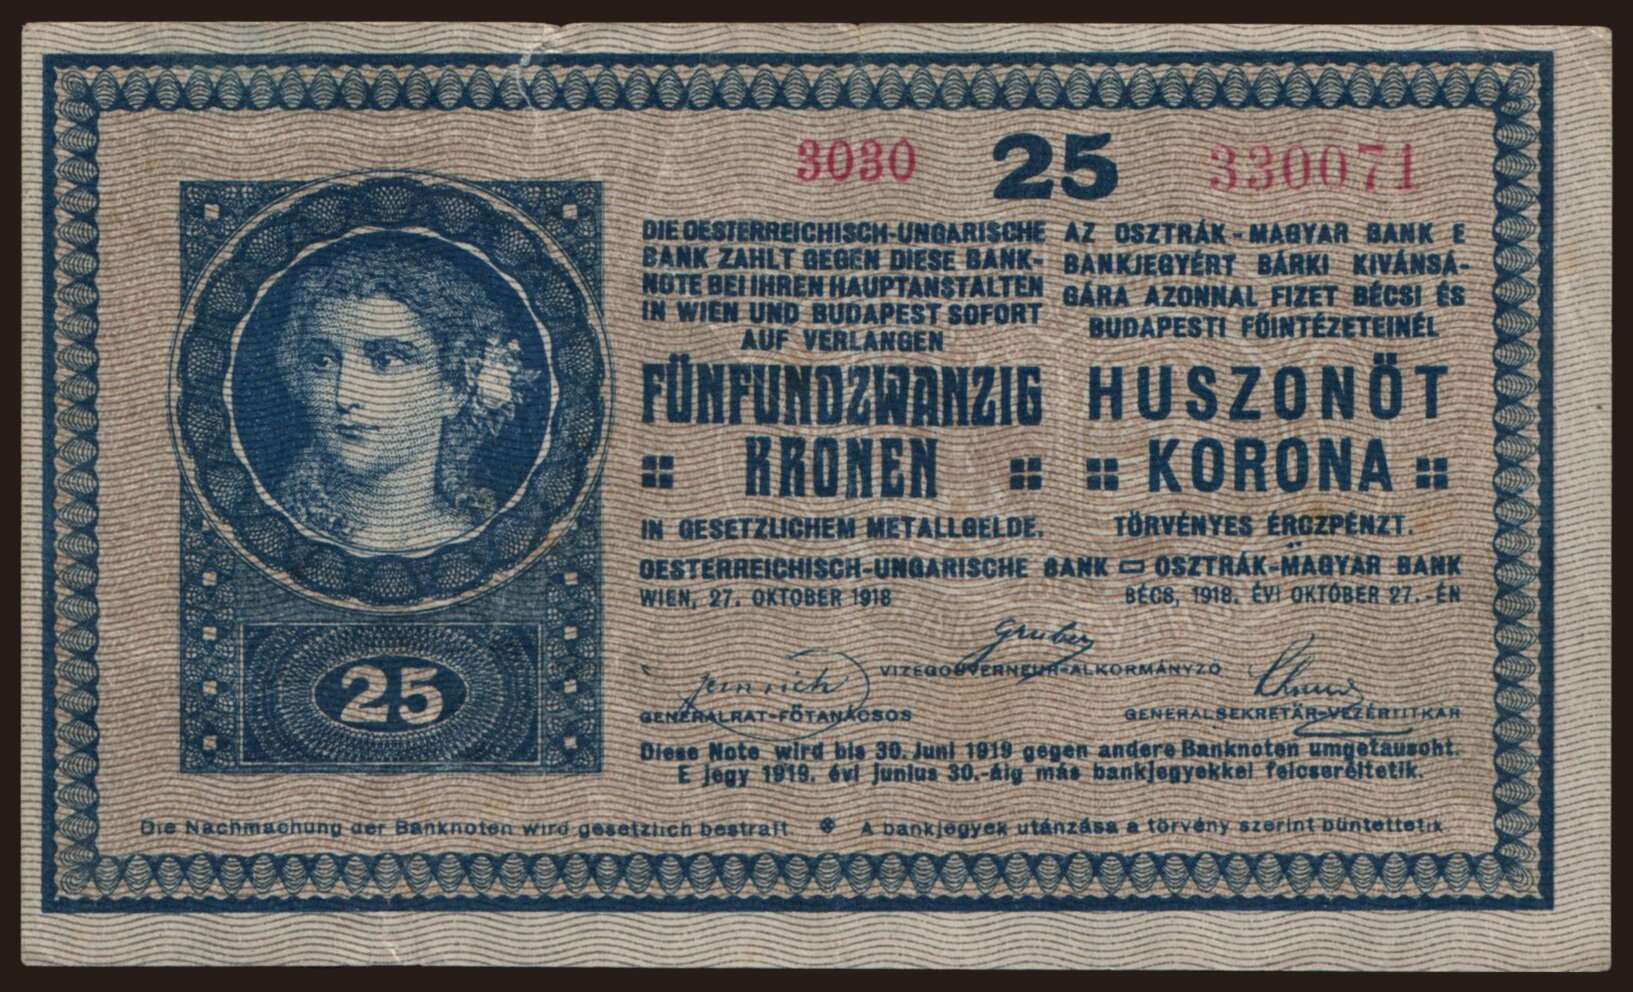 3030 25 330071
DIE OESTERREICHISCH-UNGARISCHE
BANK ZAHLT GEGEN DIESE BANK-
NOTE BEI IHREN HAUPTANSTALTEN
IN WIEN UND BUDAPEST SOFORT
AUF VERLANGEN
FÜNFUNDZWANZIG
KRONEN
IN GESETZLICHEM METALLGELDE.
AZ OSZTRÁK-MAGYAR BANK E
BANKJEGYÉRT BÁRKI KIVÁNSÁ-
GÁRA AZONNAL FIZET BÉCSI ÉS
BUDAPESTI FŐINTÉZETEINÉL
HUSZONÖT
KORONA
TÖRVÉNYES ÉRCZPÉNZT.
OESTERREICHISCH-UNGARISCHE BANK OSZTRÁK-MAGYAR BANK
WIEN, 27. OKTOBER 1918 BÉCS, 1918. ÉVI OKTÓBER 27.-ÉN
Gruber
VIZEGOUVERNEUR-ALKORMÁNYZÓ
GENERALRAT-FŐTANÁCSOS GENERALSEKRETÄR-VEZÉRTITKÁR
Diese Note wird bis 30. Juni 1919 gegen andere Banknoten umgetauscht.
E jegy 1919. évi junius 30.-áig más bankjegyekkel felcseréltetik.
25
Die Nachmachung der Banknoten wird gesetzlich bestraft. A bankjegyek utánzása a törvény szerint büntettetik